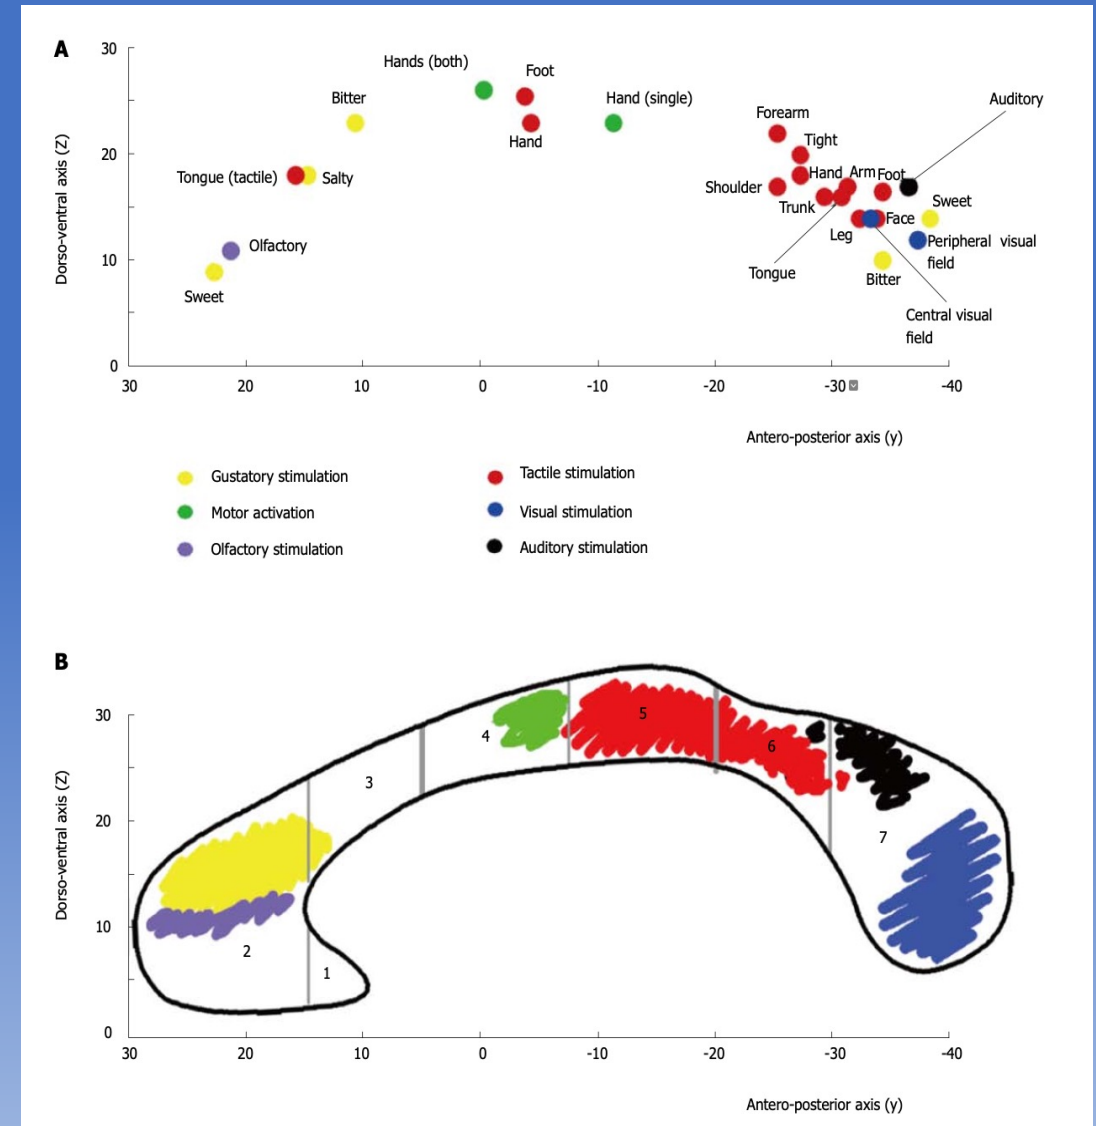 A
Dorso-ventral axis (Z)
30
20
10
0
Hands (both)
Foot
Bitter
Hand (single)
Auditory
Hand
Forearm
Tight
Tongue (tactile)
Salty
Hand
Arm
Foot
Shoulder
Sweet
Trunk
Face
Leg
Olfactory
Peripheral visual
field
Tongue
Bitter
Sweet
Central visual
field
30
20
10
0
-10
-20
-30
-40
Antero-posterior axis (y)
Gustatory stimulation
Tactile stimulation
Motor activation
Visual stimulation
Olfactory stimulation
Auditory stimulation
B
Dorso-ventral axis (Z)
30
20
10
0
5
4
6
3
7
2
1
30
20
10
0
-10
-20
-30
-40
Antero-posterior axis (y)